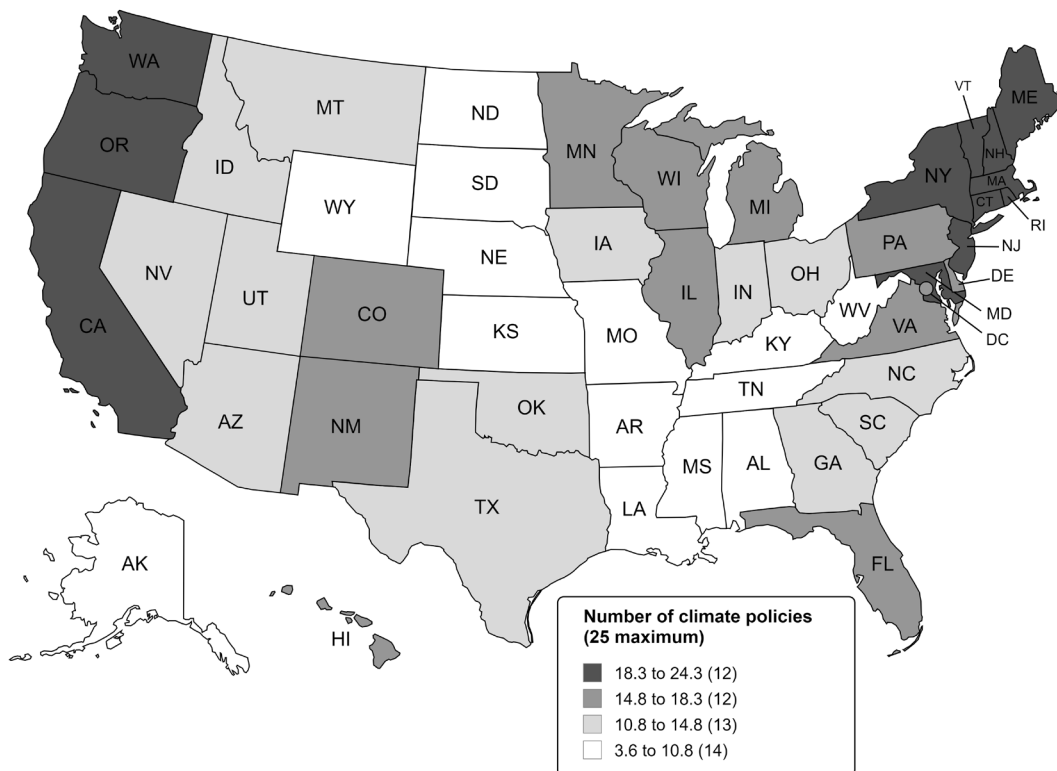 WA
OR
CA
ID
NV
MT
WY
UT
AZ
CO
NM
ND
SD
NE
KS
OK
TX
MN
IA
MO
AR
LA
WI
IL
MI
IN
OH
KY
TN
MS
AL
GA
FL
SC
NC
VA
WV
PA
NY
VT
NH
ME
MA
CT
RI
NJ
DE
MD
DC
AK
HI
Number of climate policies
(25 maximum)
18.3 to 24.3 (12)
14.8 to 18.3 (12)
10.8 to 14.8 (13)
3.6 to 10.8 (14)